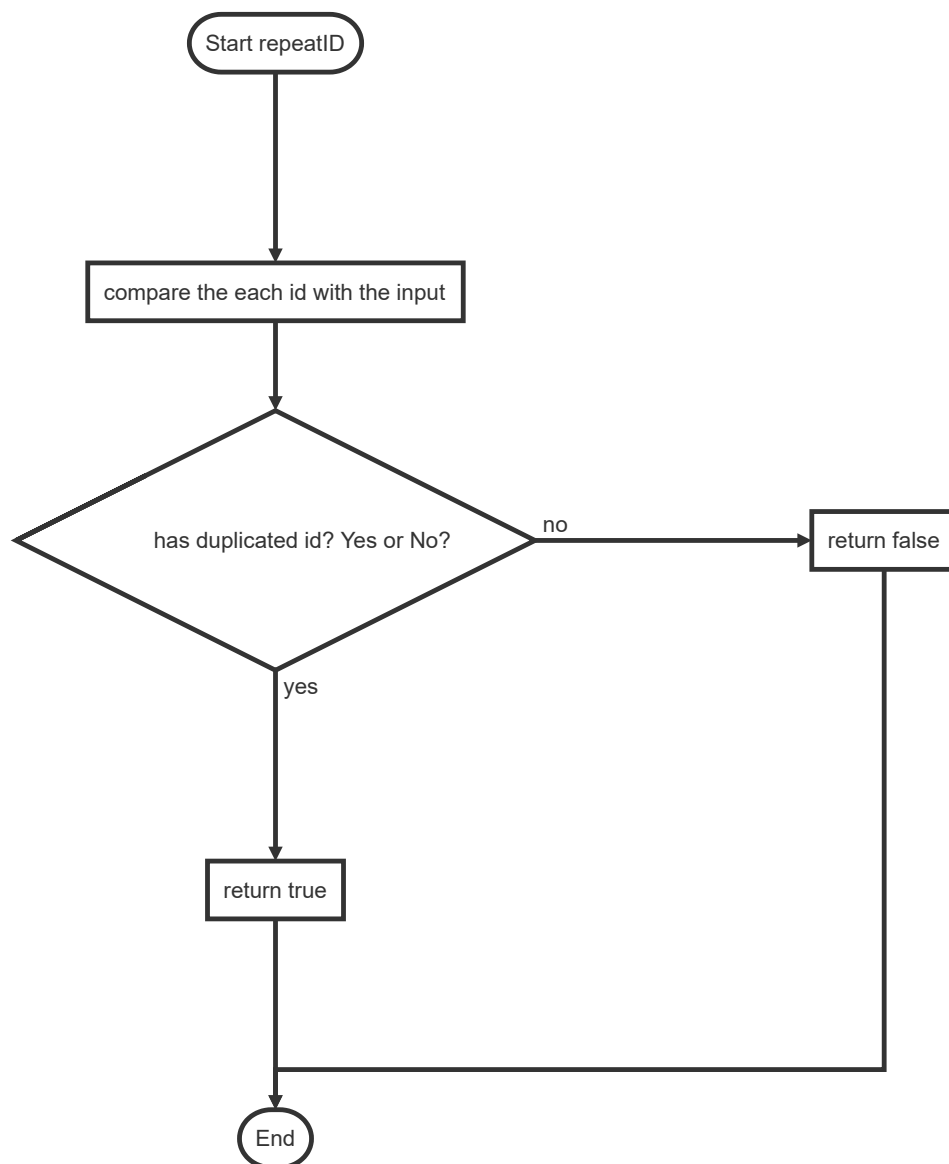 Start repeatID
compare the each id with the input
has duplicated id? Yes or No?
no
return false
yes
return true
End